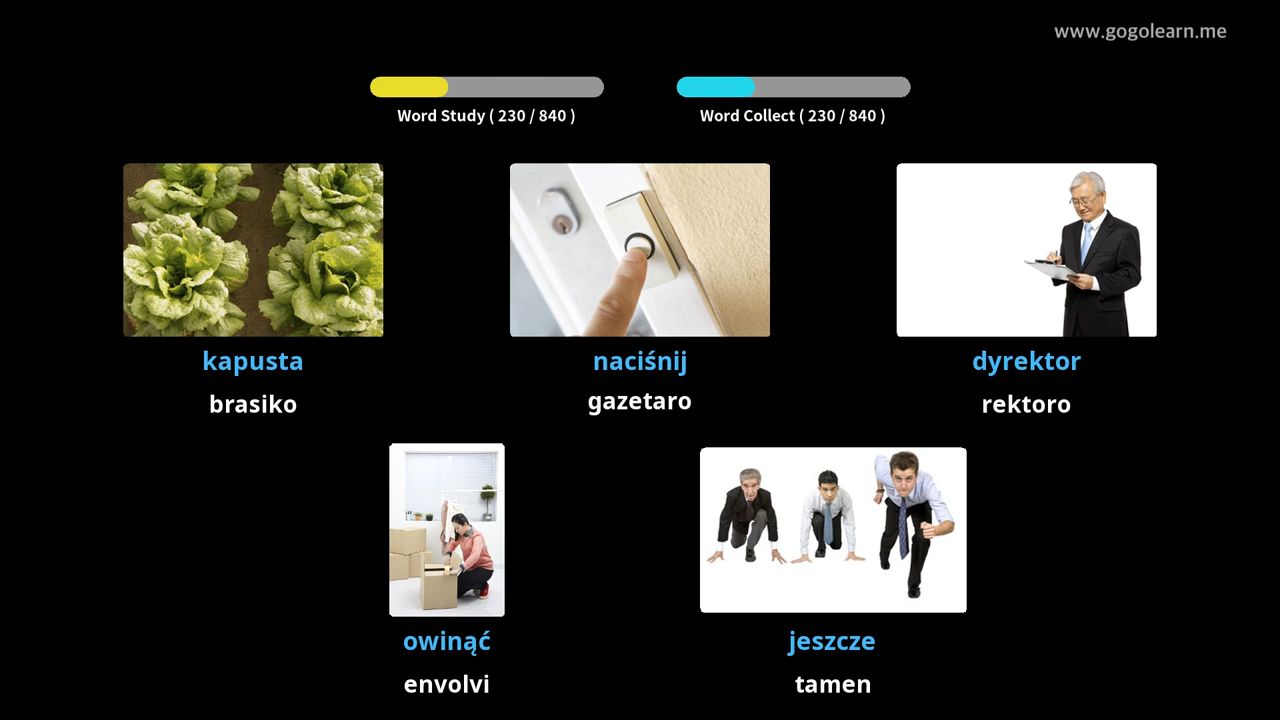 www.gogolearn.me
Word Study ( 230 / 840 )
Word Collect ( 230 / 840 )
kapusta
brasiko
naciśnij
gazetaro
dyrektor
rektoro
owinąć
envolvi
jeszcze
tamen